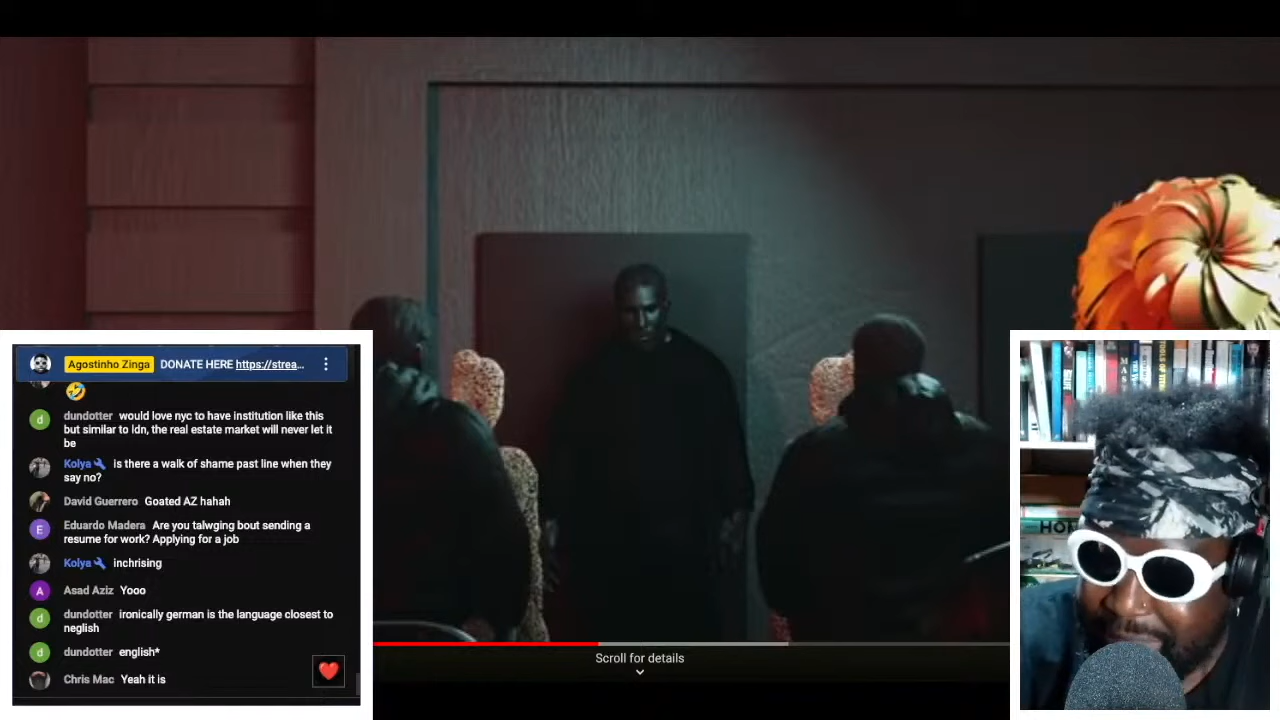 Agostinho Zinga DONATE HERE https://strea...
dundotter would love nyc to have institution like this
but similar to ldn, the real estate market will never let it
be
Kolya is there a walk of shame past line when they
say no?
David Guerrero Goated AZ hahah
E Eduardo Madera Are you talwging bout sending a
resume for work? Applying for a job
Kolya inchrising
A Asad Aziz Yooo
d dundotter ironically german is the language closest to
neglish
d dundotter english*
Chris Mac Yeah it is
Scroll for details